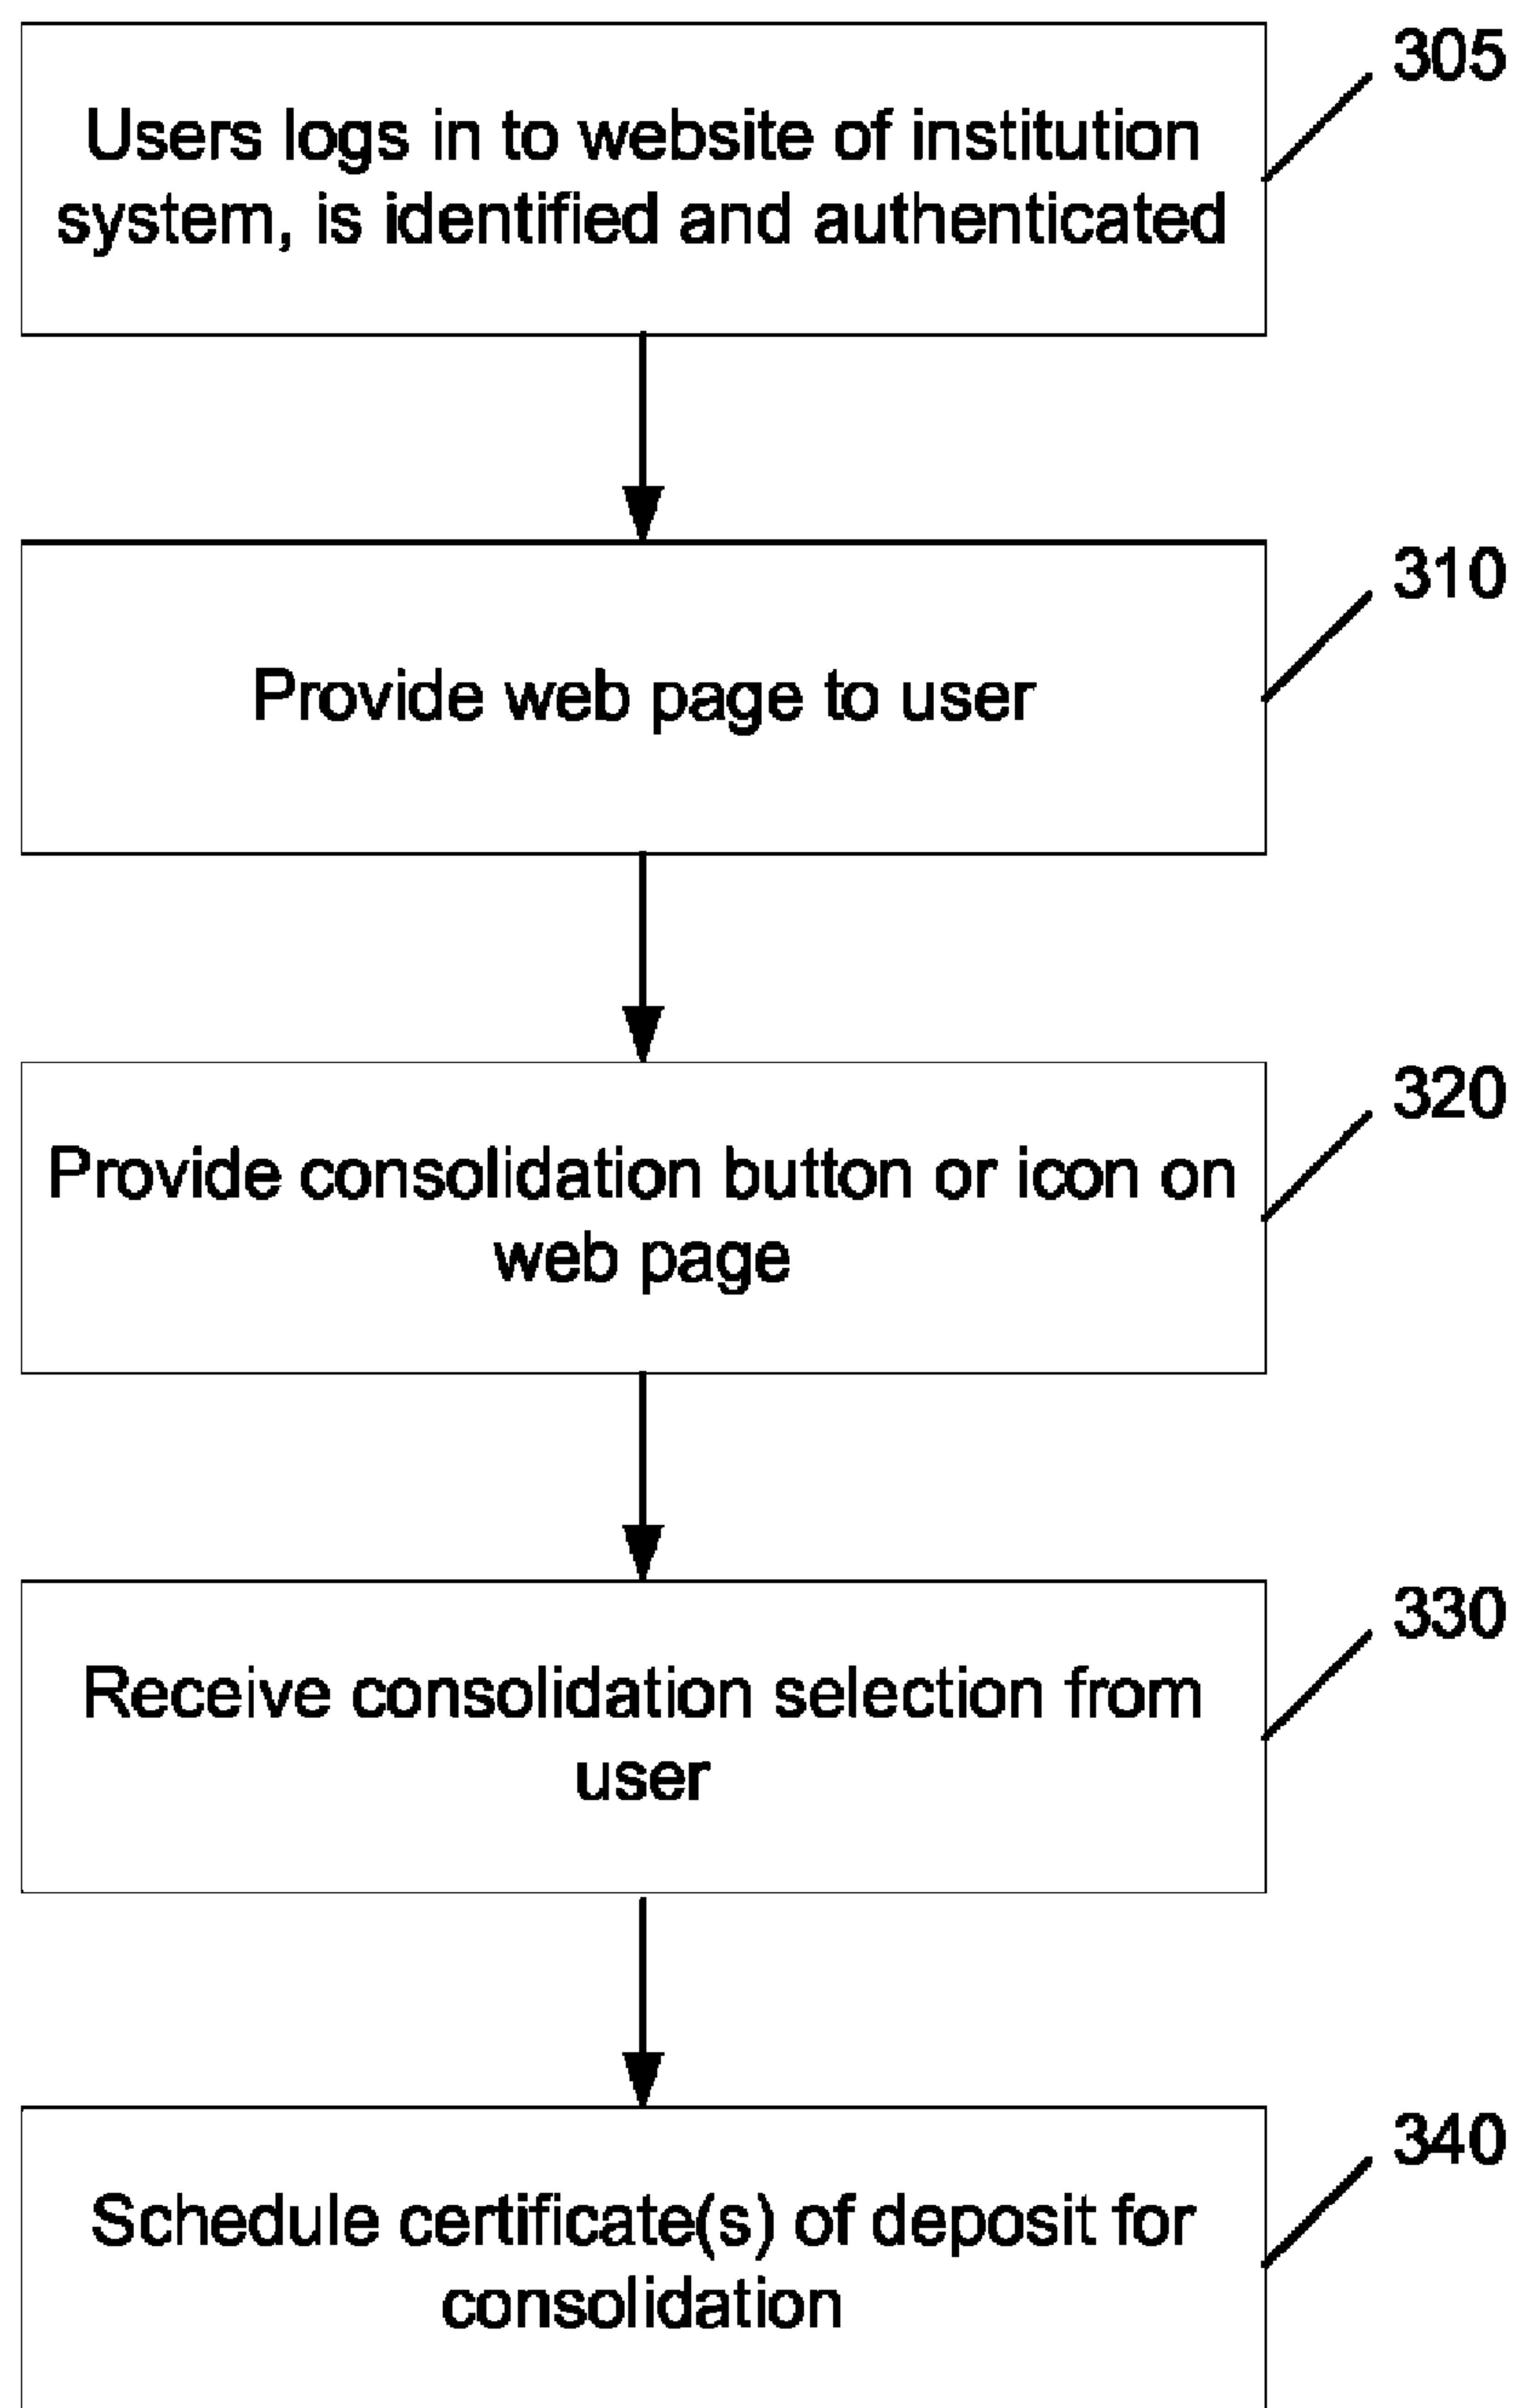 305
Users logs in to website of institution
system, is identified and authenticated
310
Provide web page to user
320
Provide consolidation button or icon on
web page
330
Receive consolidation selection from
user
340
Schedule certificate(s) of deposit for
consolidation